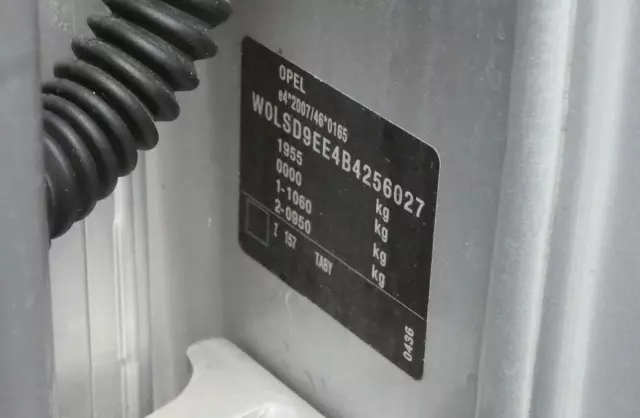 OPEL
e4*2007/46*0165
W0LSD9EE4B4256027
1955 kg
0000 kg
1-1060 kg
2-0950 kg
Z 157 TABY
0436